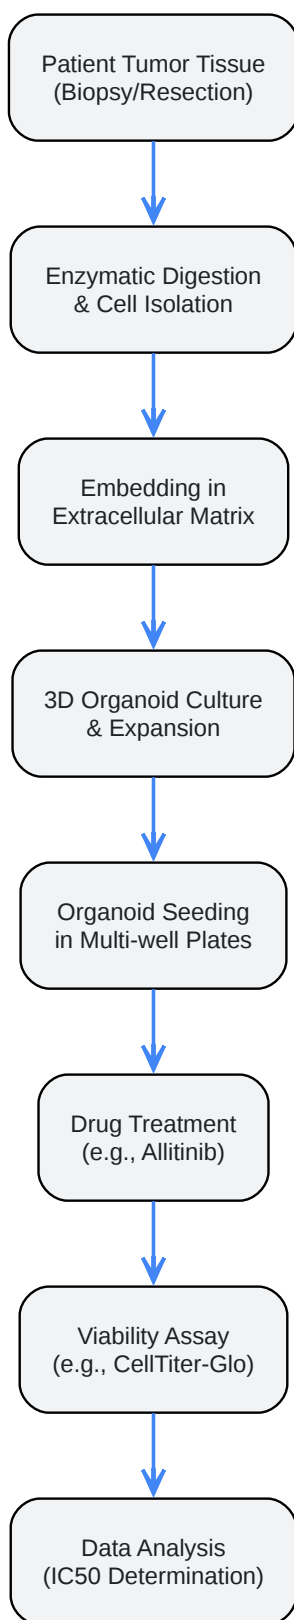 Patient Tumor Tissue
(Biopsy/Resection)
Enzymatic Digestion
& Cell Isolation
Embedding in
Extracellular Matrix
3D Organoid Culture
& Expansion
Organoid Seeding
in Multi-well Plates
Drug Treatment
(e.g., Allitinib)
Viability Assay
(e.g., CellTiter-Glo)
Data Analysis
(IC50 Determination)